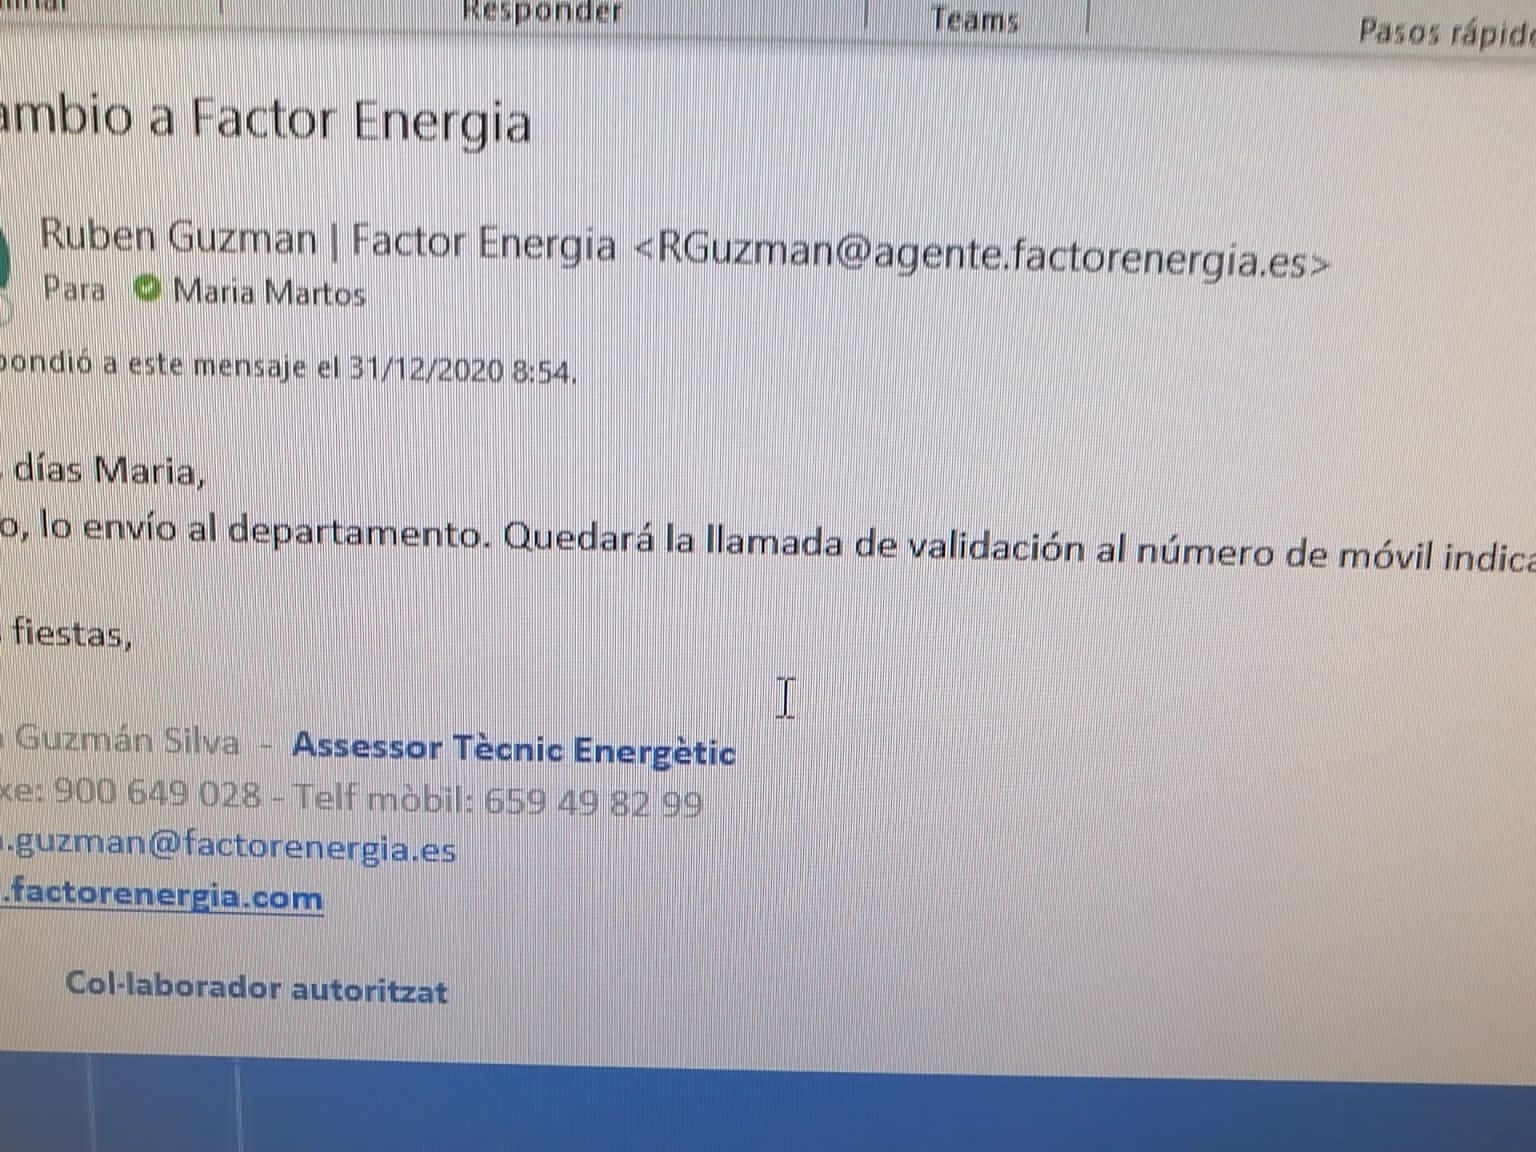 Responder
Teams
Pasos rápido
ambio a Factor Energia
Ruben Guzman | Factor Energia <RGuzman@agente.factorenergia.es>
Para Maria Martos
pondió a este mensaje el 31/12/2020 8:54.
días Maria,
o, lo envío al departamento. Quedará la llamada de validación al número de móvil indica
fiestas,
Guzmán Silva - Assessor Tècnic Energètic
xe: 900 649 028 - Telf mòbil: 659 49 82 99
.guzman@factorenergia.es
.factorenergia.com
Col·laborador autoritzat